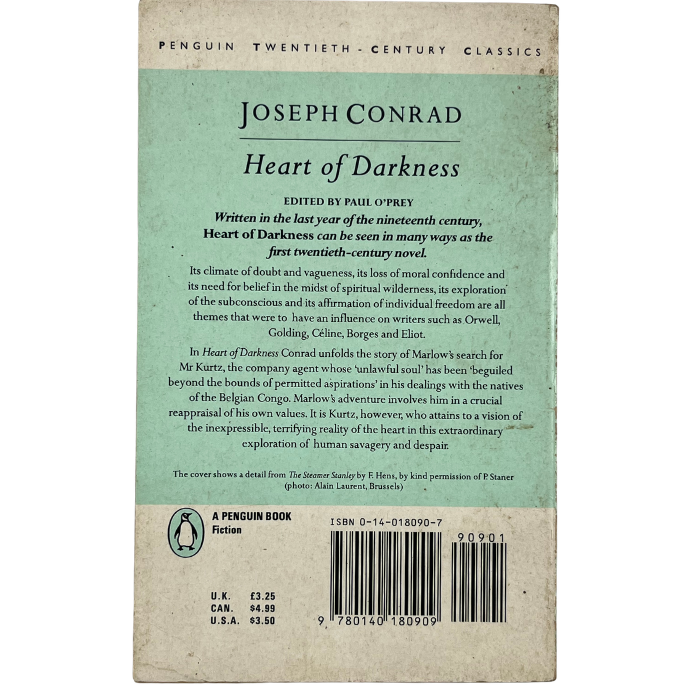 PENGUIN TWENTIETH-CENTURY CLASSICS
JOSEPH CONRAD
Heart of Darkness
EDITED BY PAUL O'PREY
Written in the last year of the nineteenth century,
Heart of Darkness can be seen in many ways as the
first twentieth-century novel.
Its climate of doubt and vagueness, its loss of moral confidence and
its need for belief in the midst of spiritual wilderness, its exploration
of the subconscious and its affirmation of individual freedom are all
themes that were to have an influence on writers such as Orwell,
Golding, Céline, Borges and Eliot.
In Heart of Darkness Conrad unfolds the story of Marlow's search for
Mr Kurtz, the company agent whose 'unlawful soul' has been 'beguiled
beyond the bounds of permitted aspirations' in his dealings with the natives
of the Belgian Congo. Marlow's adventure involves him in a crucial
reappraisal of his own values. It is Kurtz, however, who attains to a vision of
the inexpressible, terrifying reality of the heart in this extraordinary
exploration of human savagery and despair.
The cover shows a detail from The Steamer Stanley by F. Hens, by kind permission of P. Staner
(photo: Alain Laurent, Brussels)
A PENGUIN BOOK
Fiction
ISBN 0-14-018090-7
90901
U.K. £3.25
CAN. $4.99
U.S.A. $3.50
9 780140 180909